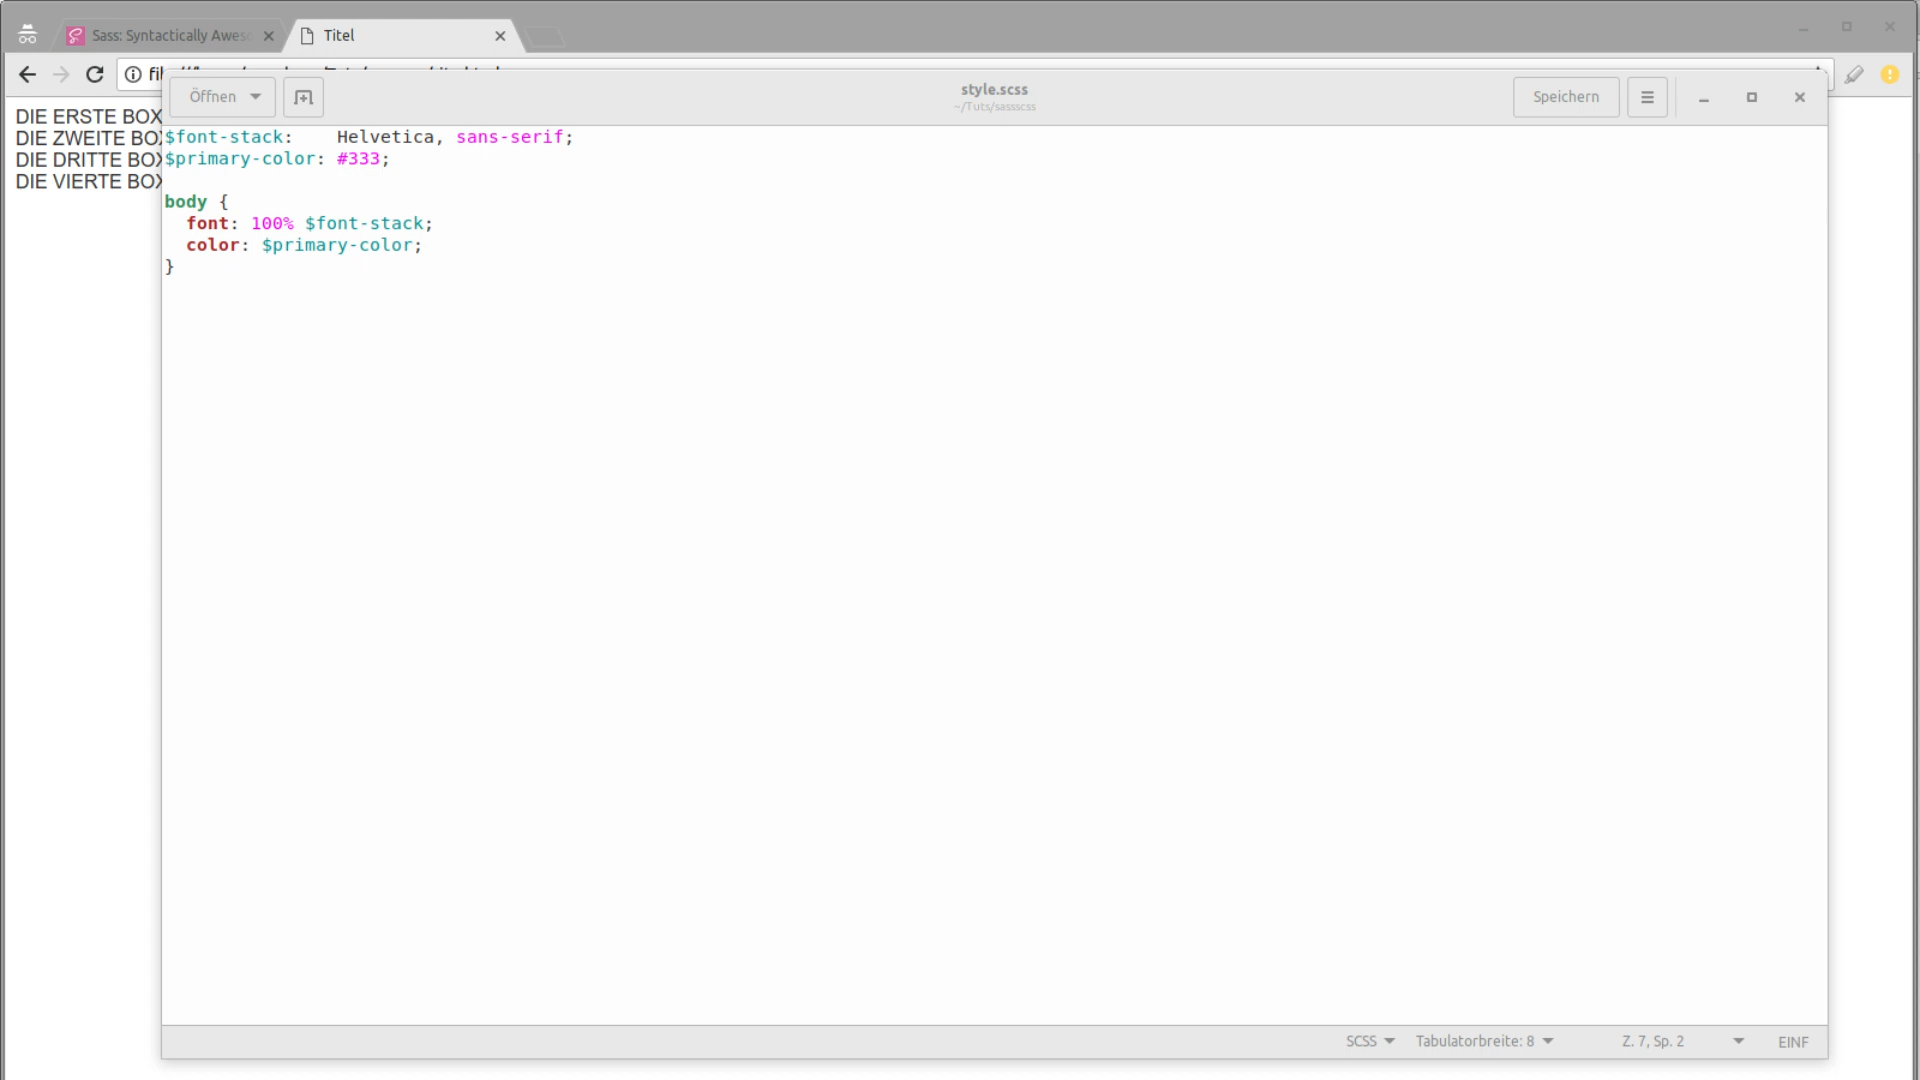 Sass: Syntactically Aweso
Titel
fil
Öffnen
style.scss
~/Tuts/sassscss
Speichern
DIE ERSTE BOX
DIE ZWEITE BOX
DIE DRITTE BOX
DIE VIERTE BOX
$font-stack:    Helvetica, sans-serif;
$primary-color: #333;
body {
  font: 100% $font-stack;
  color: $primary-color;
}
SCSS
Tabulatorbreite: 8
Z. 7, Sp. 2
EINF